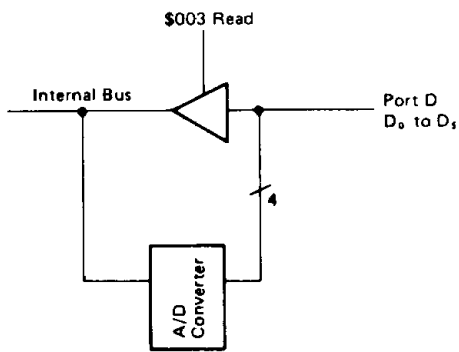 $003 Read
Internal Bus
Port D
D₀ to D₅
4
A/D
Converter